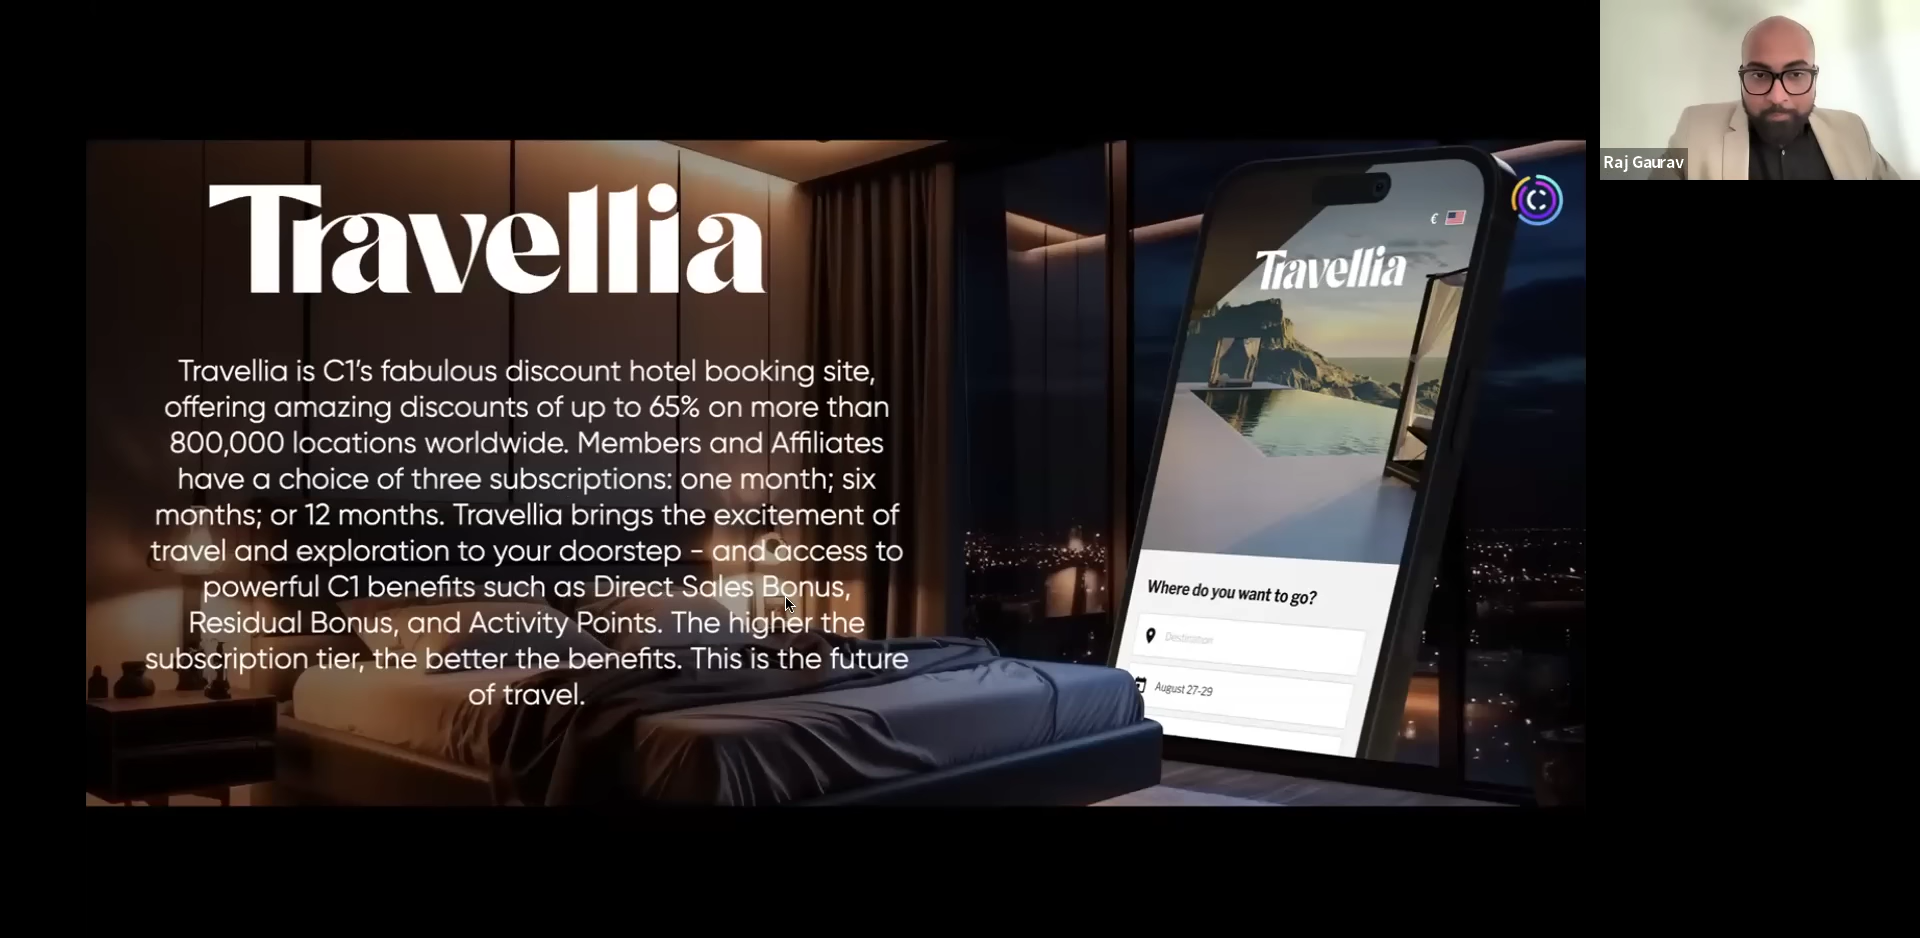 Travellia
Travellia is C1’s fabulous discount hotel booking site,
offering amazing discounts of up to 65% on more than
800,000 locations worldwide. Members and Affiliates
have a choice of three subscriptions: one month; six
months; or 12 months. Travellia brings the excitement of
travel and exploration to your doorstep - and access to
powerful C1 benefits such as Direct Sales Bonus,
Residual Bonus, and Activity Points. The higher the
subscription tier, the better the benefits. This is the future
of travel.
€
Travellia
Where do you want to go?
Destination
August 27-29
Raj Gaurav